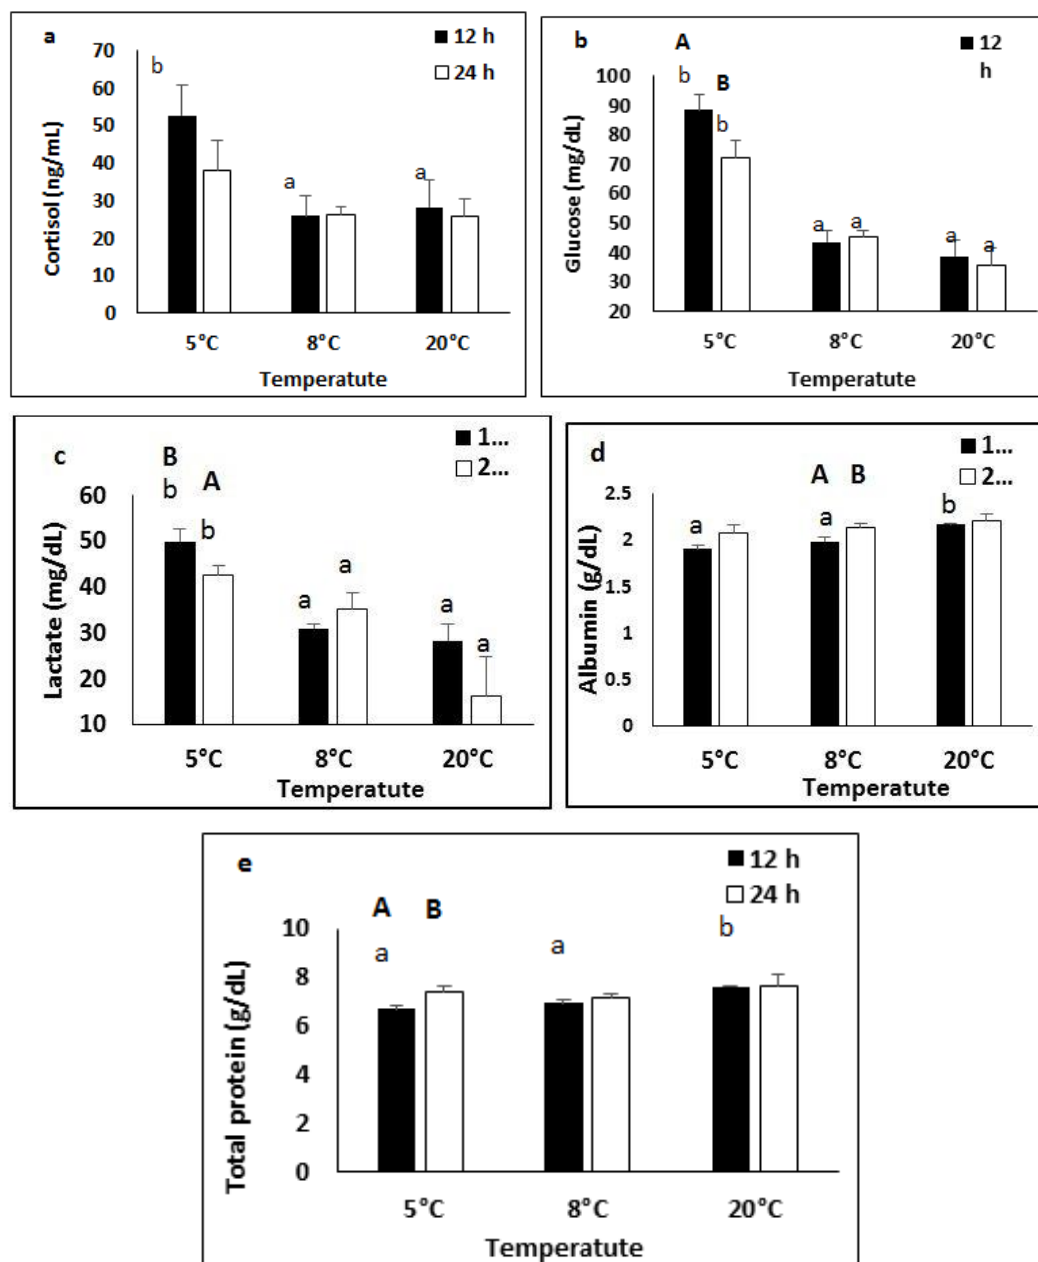 a
12 h
24 h
70
60
50
40
30
20
10
0
b
a
a
Cortisol (ng/mL)
5°C 8°C 20°C
Temperatute
b
A
12
h
B
100
90
80
70
60
50
40
30
20
b
b
a
a
a
a
Glucose (mg/dL)
5°C 8°C 20°C
Temperatute
c
B
b
A
1...
2...
60
50
40
30
20
10
b
a
a
a
a
Lactate (mg/dL)
5°C 8°C 20°C
Temperatute
d
A B
1...
2...
2.5
2
1.5
1
0.5
0
a
a
b
Albumin (g/dL)
5°C 8°C 20°C
Temperatute
e
12 h
24 h
A B
a
a
b
10
8
6
4
2
0
Total protein (g/dL)
5°C 8°C 20°C
Temperatute